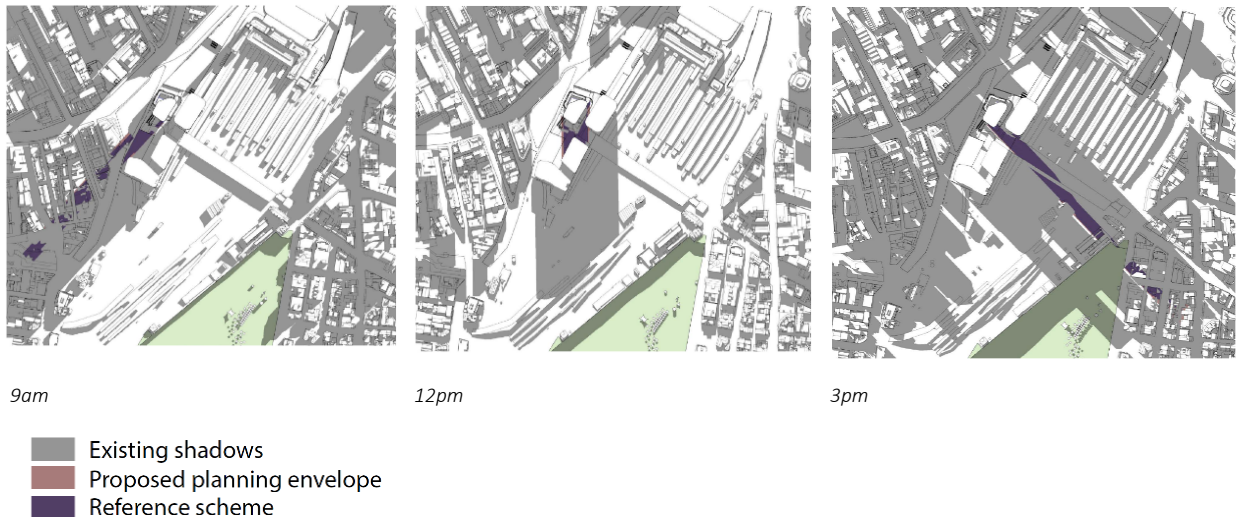 9am
12pm
3pm
Existing shadows
Proposed planning envelope
Reference scheme